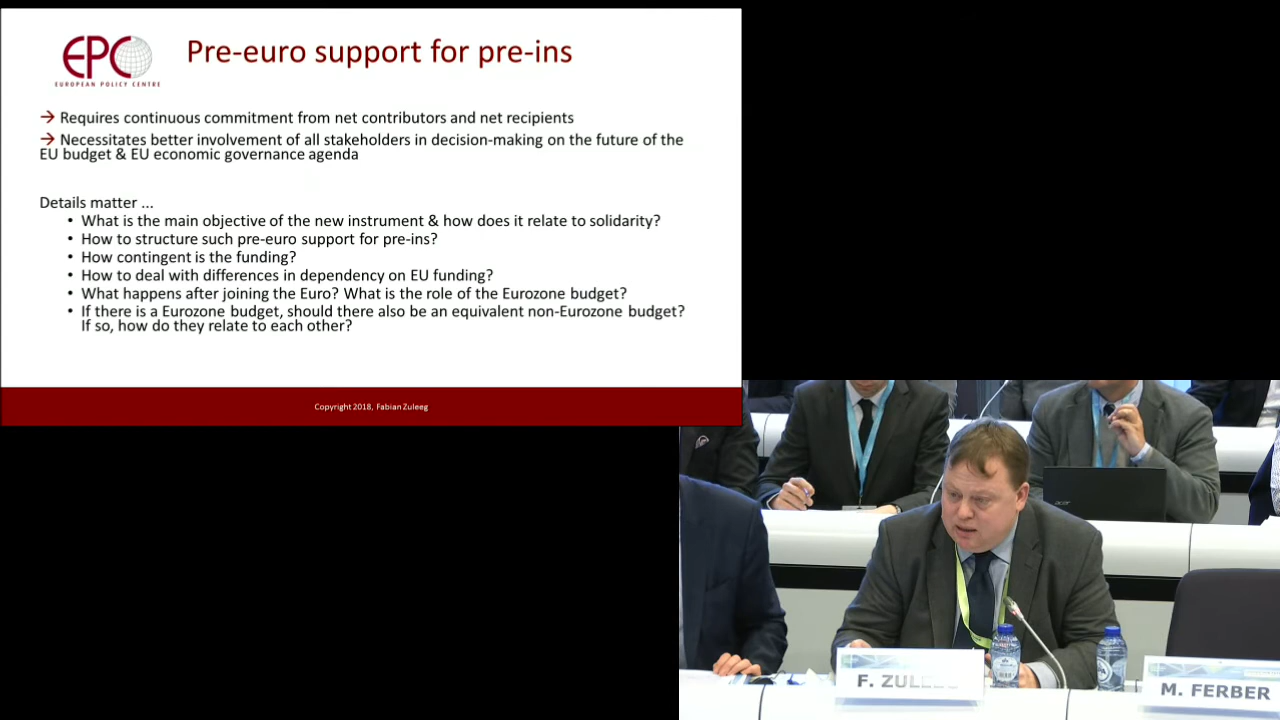 EPC
EUROPEAN POLICY CENTRE
Pre-euro support for pre-ins
→ Requires continuous commitment from net contributors and net recipients
→ Necessitates better involvement of all stakeholders in decision-making on the future of the
EU budget & EU economic governance agenda
Details matter ...
• What is the main objective of the new instrument & how does it relate to solidarity?
• How to structure such pre-euro support for pre-ins?
• How contingent is the funding?
• How to deal with differences in dependency on EU funding?
• What happens after joining the Euro? What is the role of the Eurozone budget?
• If there is a Eurozone budget, should there also be an equivalent non-Eurozone budget?
If so, how do they relate to each other?
Copyright 2018, Fabian Zuleeg
acer
F. ZULEEG
M. FERBER